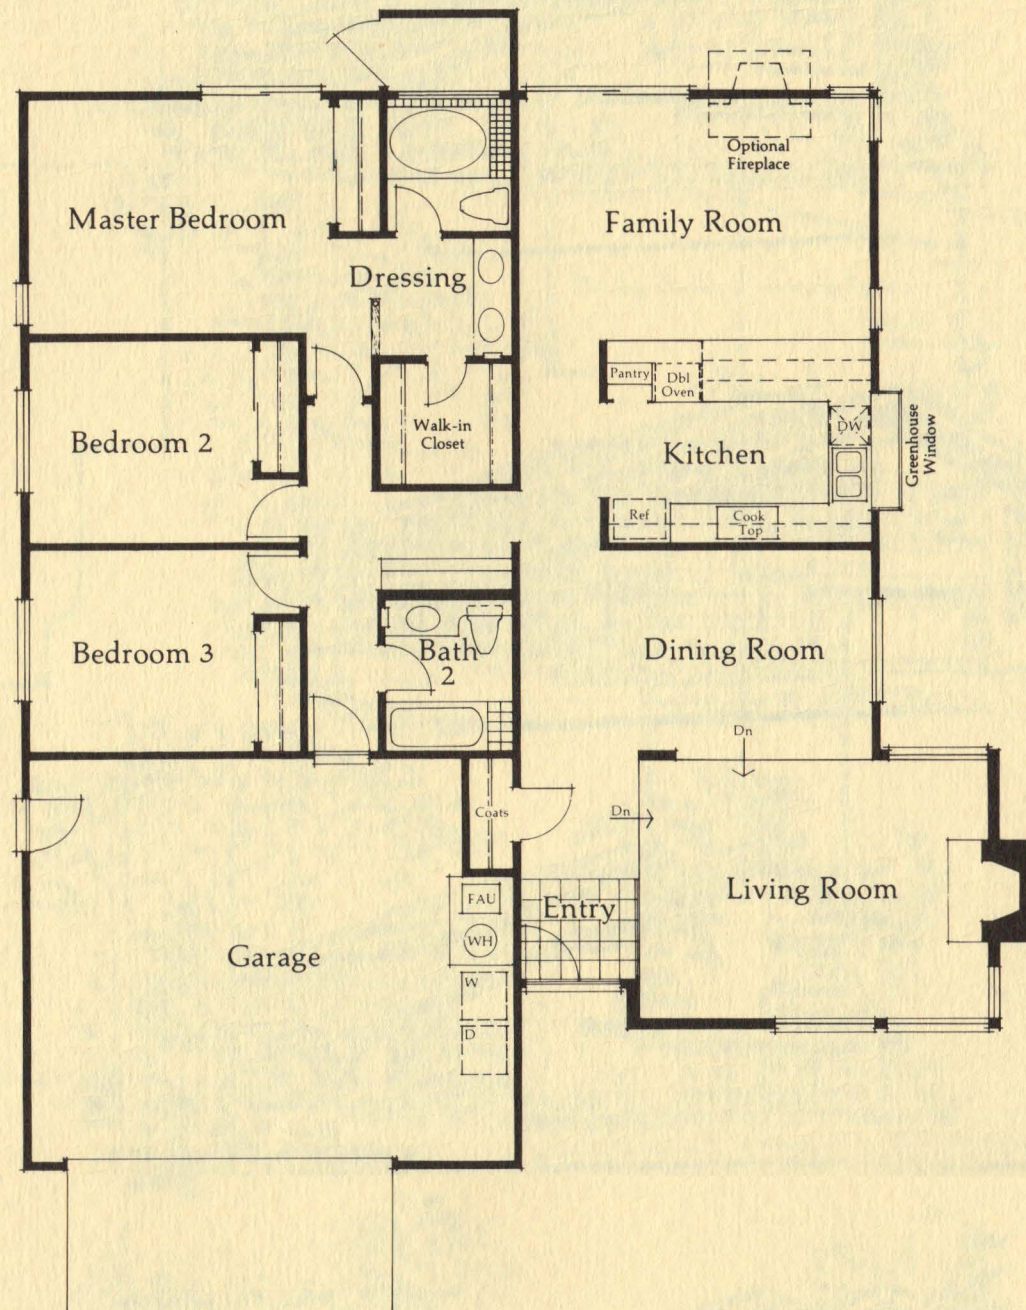 Optional
Fireplace
Master Bedroom
Family Room
Dressing
Pantry
Dbl
Oven
Walk-in
Closet
Bedroom 2
Kitchen
DW
Greenhouse
Window
Ref
Cook
Top
Bedroom 3
Bath
2
Dining Room
Dn
Coats
Dn
Living Room
FAU
Entry
WH
Garage
W
D